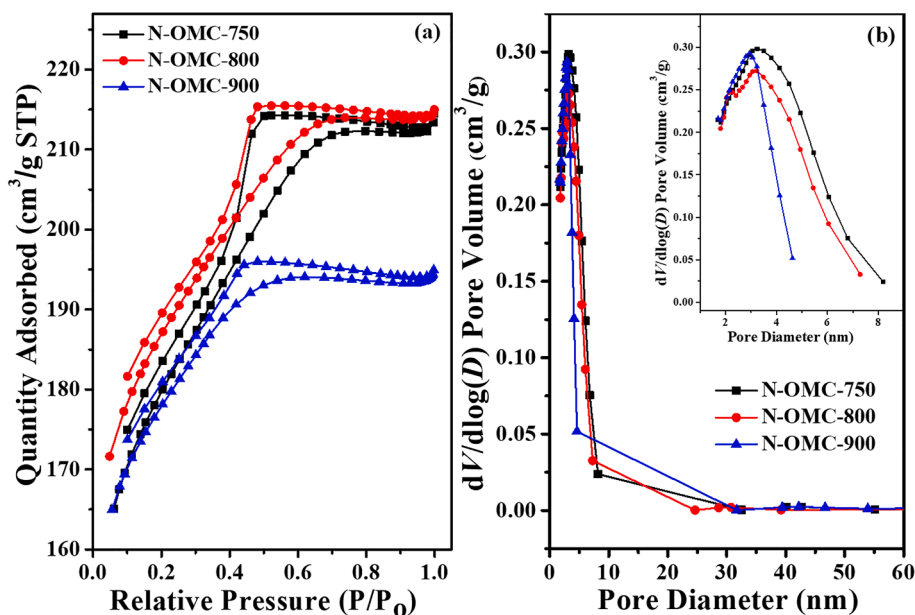 (a)
N-OMC-750
N-OMC-800
N-OMC-900
220
210
200
190
180
170
160
Quantity Adsorbed (cm³/g STP)
0.0 0.2 0.4 0.6 0.8 1.0
Relative Pressure (P/P₀)
(b)
0.30
0.25
0.20
0.15
0.10
0.05
0.00
dV/dlog(D) Pore Volume (cm³/g)
0.35
0.30
0.25
0.20
0.15
0.10
0.05
0.00
dV/dlog(D) Pore Volume (cm³/g)
2 4 6 8
Pore Diameter (nm)
N-OMC-750
N-OMC-800
N-OMC-900
0 10 20 30 40 50 60
Pore Diameter (nm)